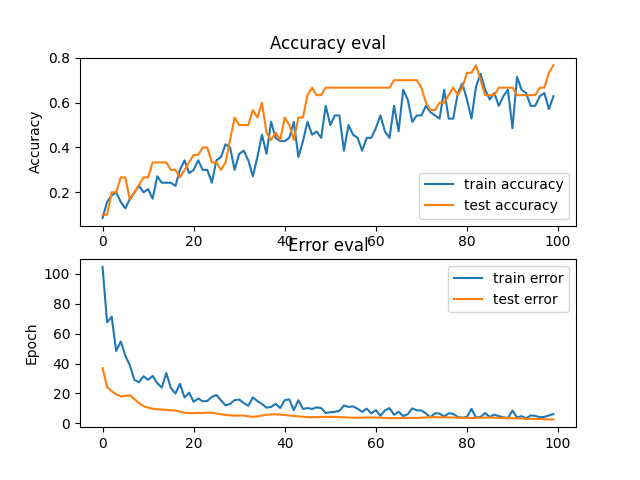 Accuracy eval
Accuracy
0.8
0.6
0.4
0.2
train accuracy
test accuracy
0 20 40 60 80 100
Error eval
Epoch
100
80
60
40
20
0
train error
test error
0 20 40 60 80 100